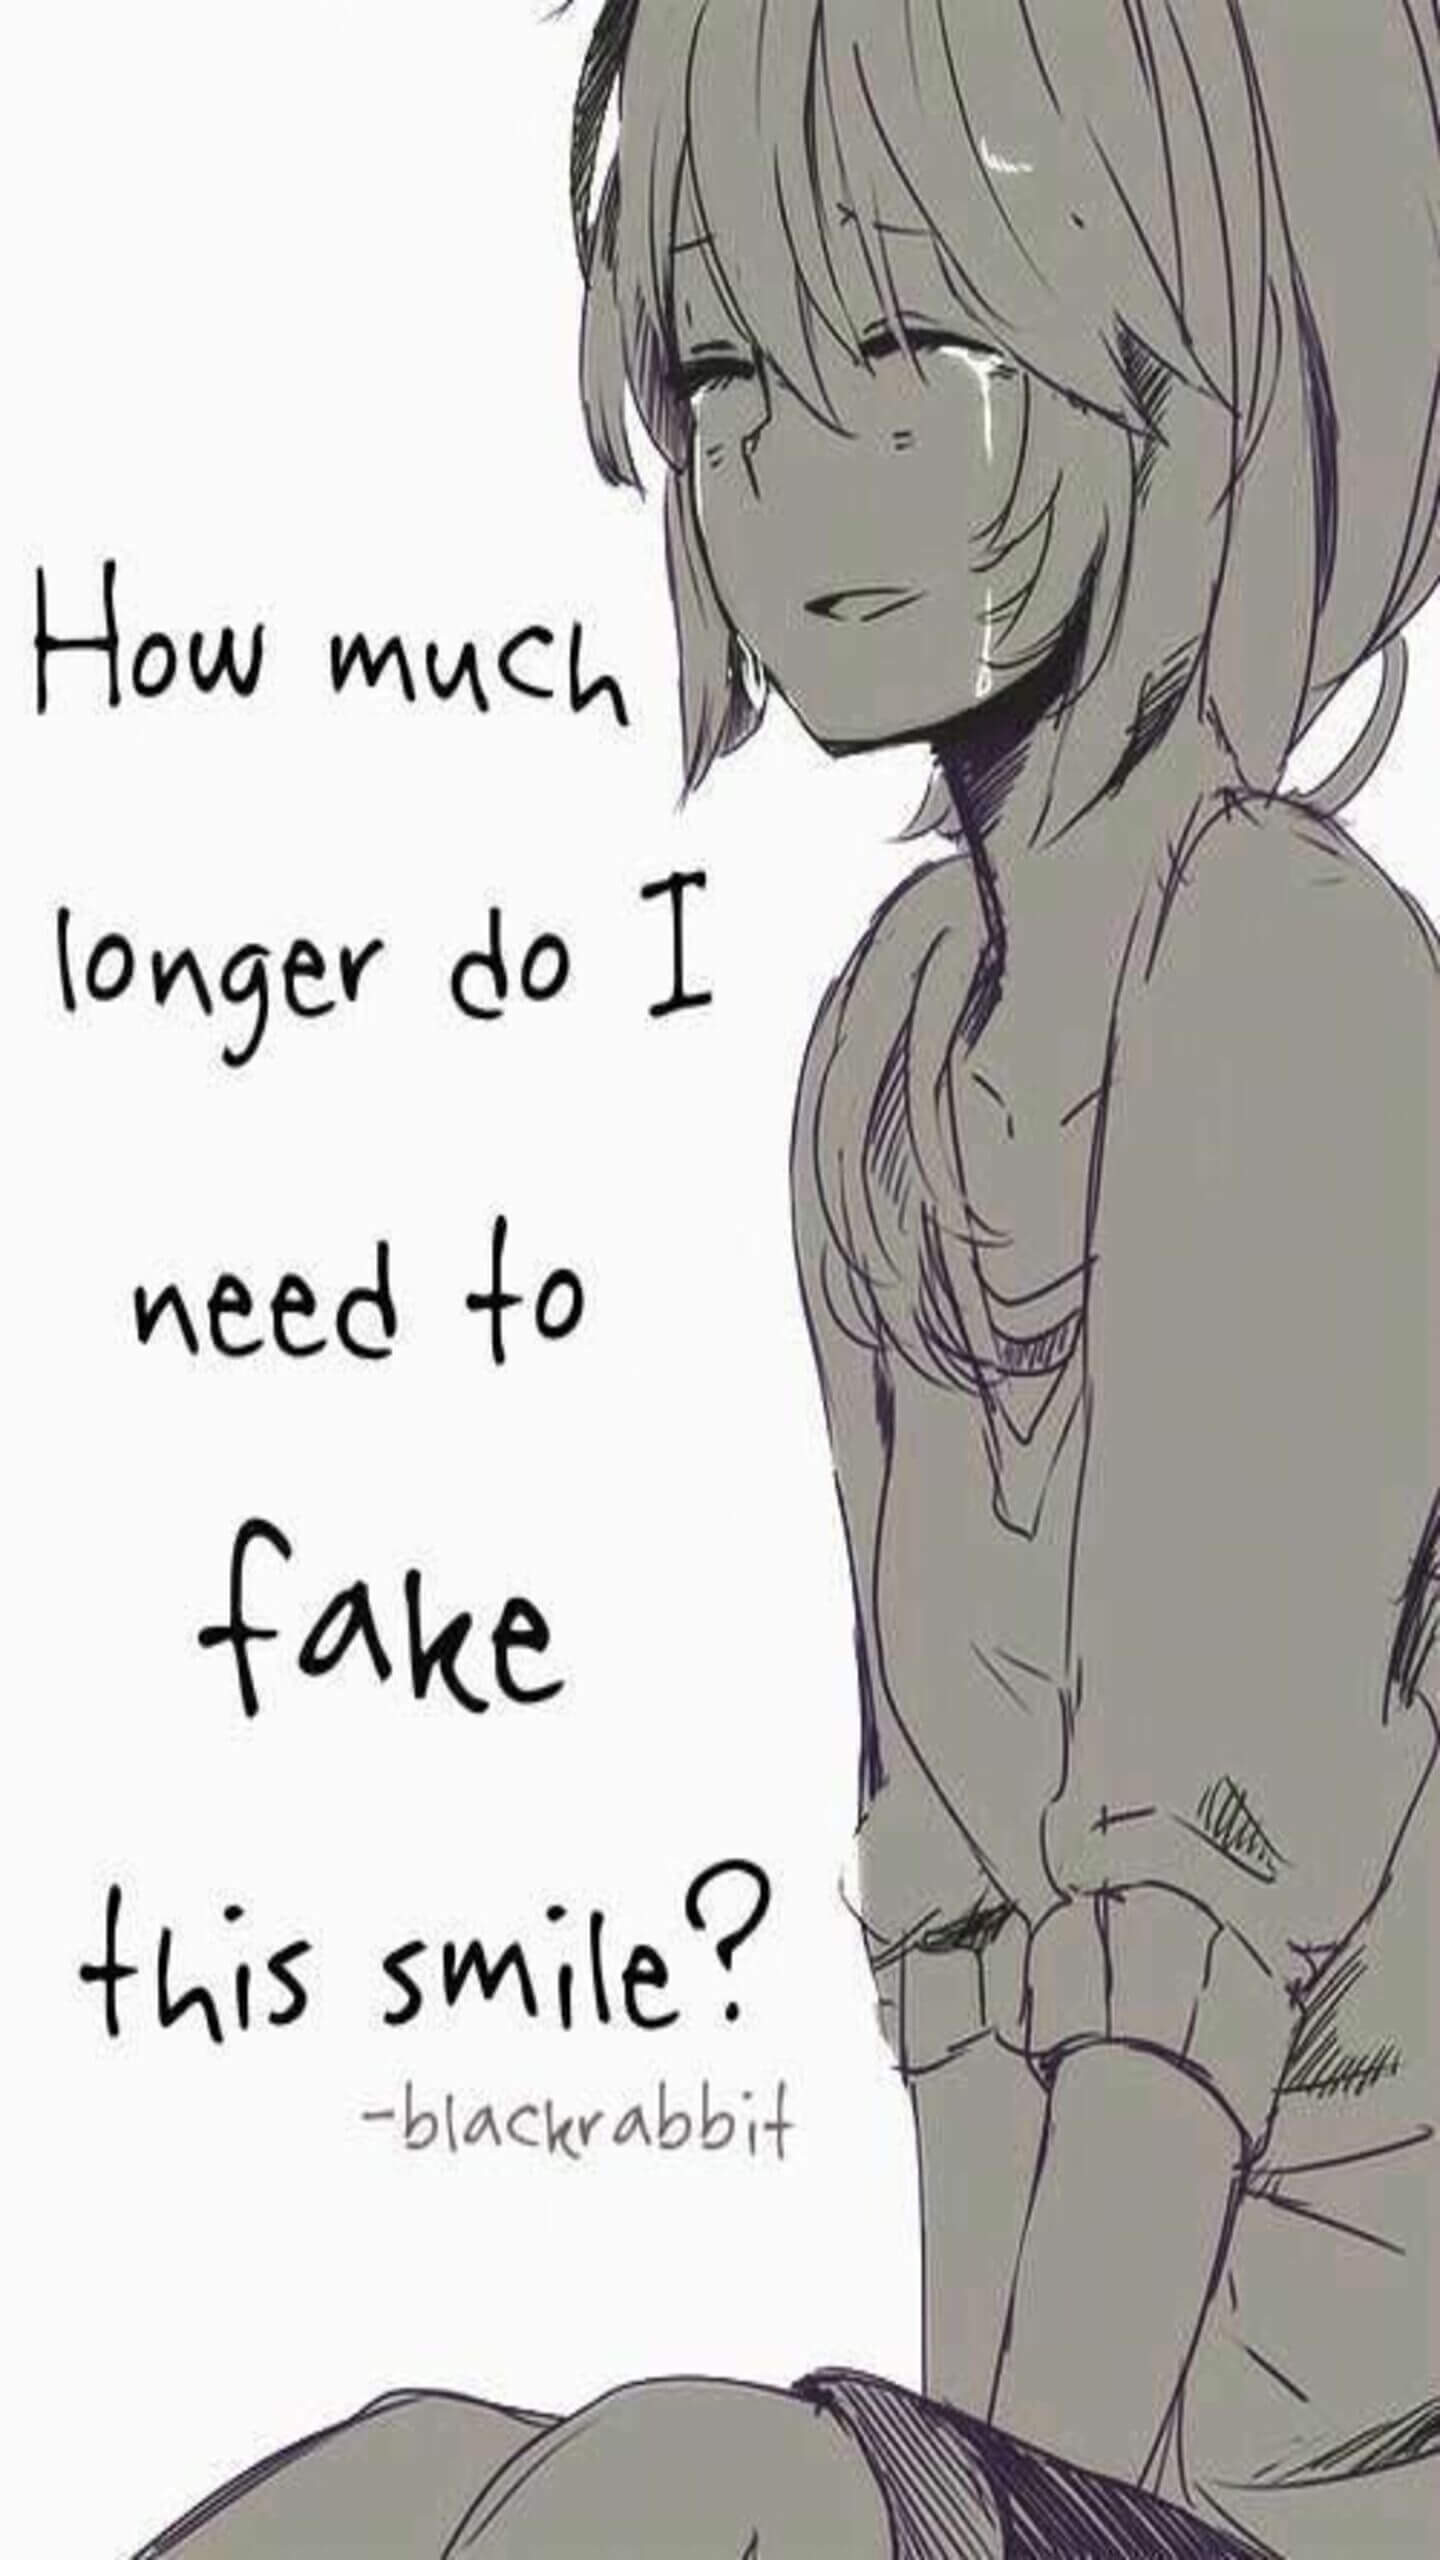 How much
longer do I
need to
fake
this smile?
-blackrabbit